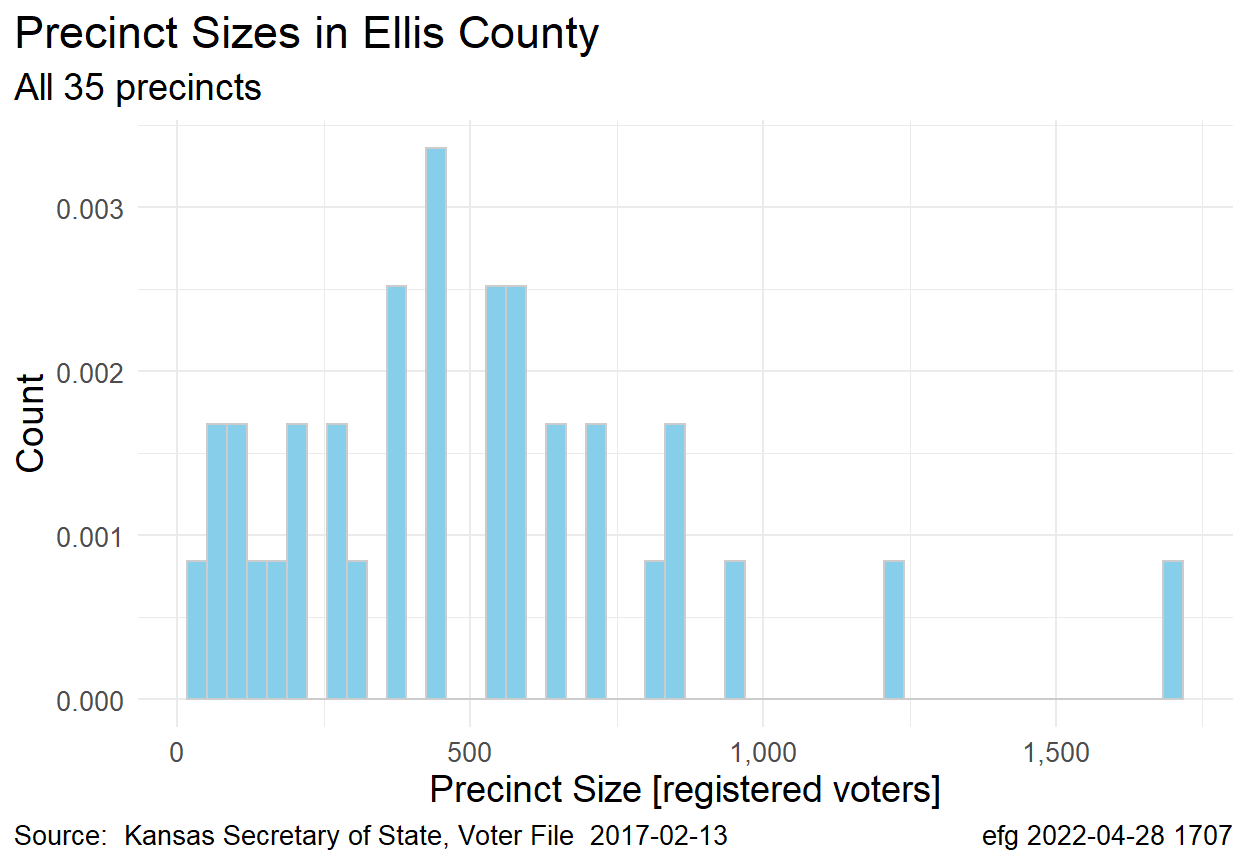 Precinct Sizes in Ellis County
All 35 precincts
Count
0.003
0.002
0.001
0.000
0 500 1,000 1,500
Precinct Size [registered voters]
Source:  Kansas Secretary of State, Voter File  2017-02-13 efg 2022-04-28 1707